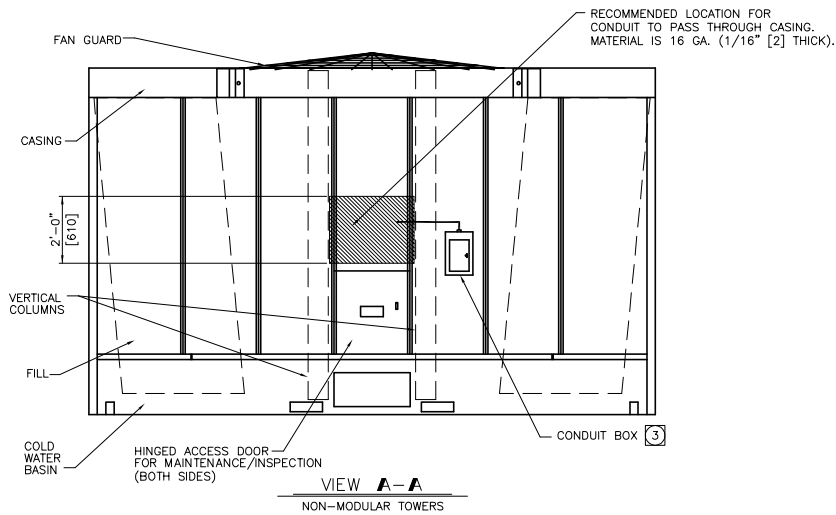 RECOMMENDED LOCATION FOR
CONDUIT TO PASS THROUGH CASING.
MATERIAL IS 16 GA. (1/16" [2] THICK).
FAN GUARD
CASING
2'-0"
[610]
VERTICAL
COLUMNS
FILL
COLD
WATER
BASIN
HINGED ACCESS DOOR
FOR MAINTENANCE/INSPECTION
(BOTH SIDES)
CONDUIT BOX 3
VIEW A-A
NON-MODULAR TOWERS